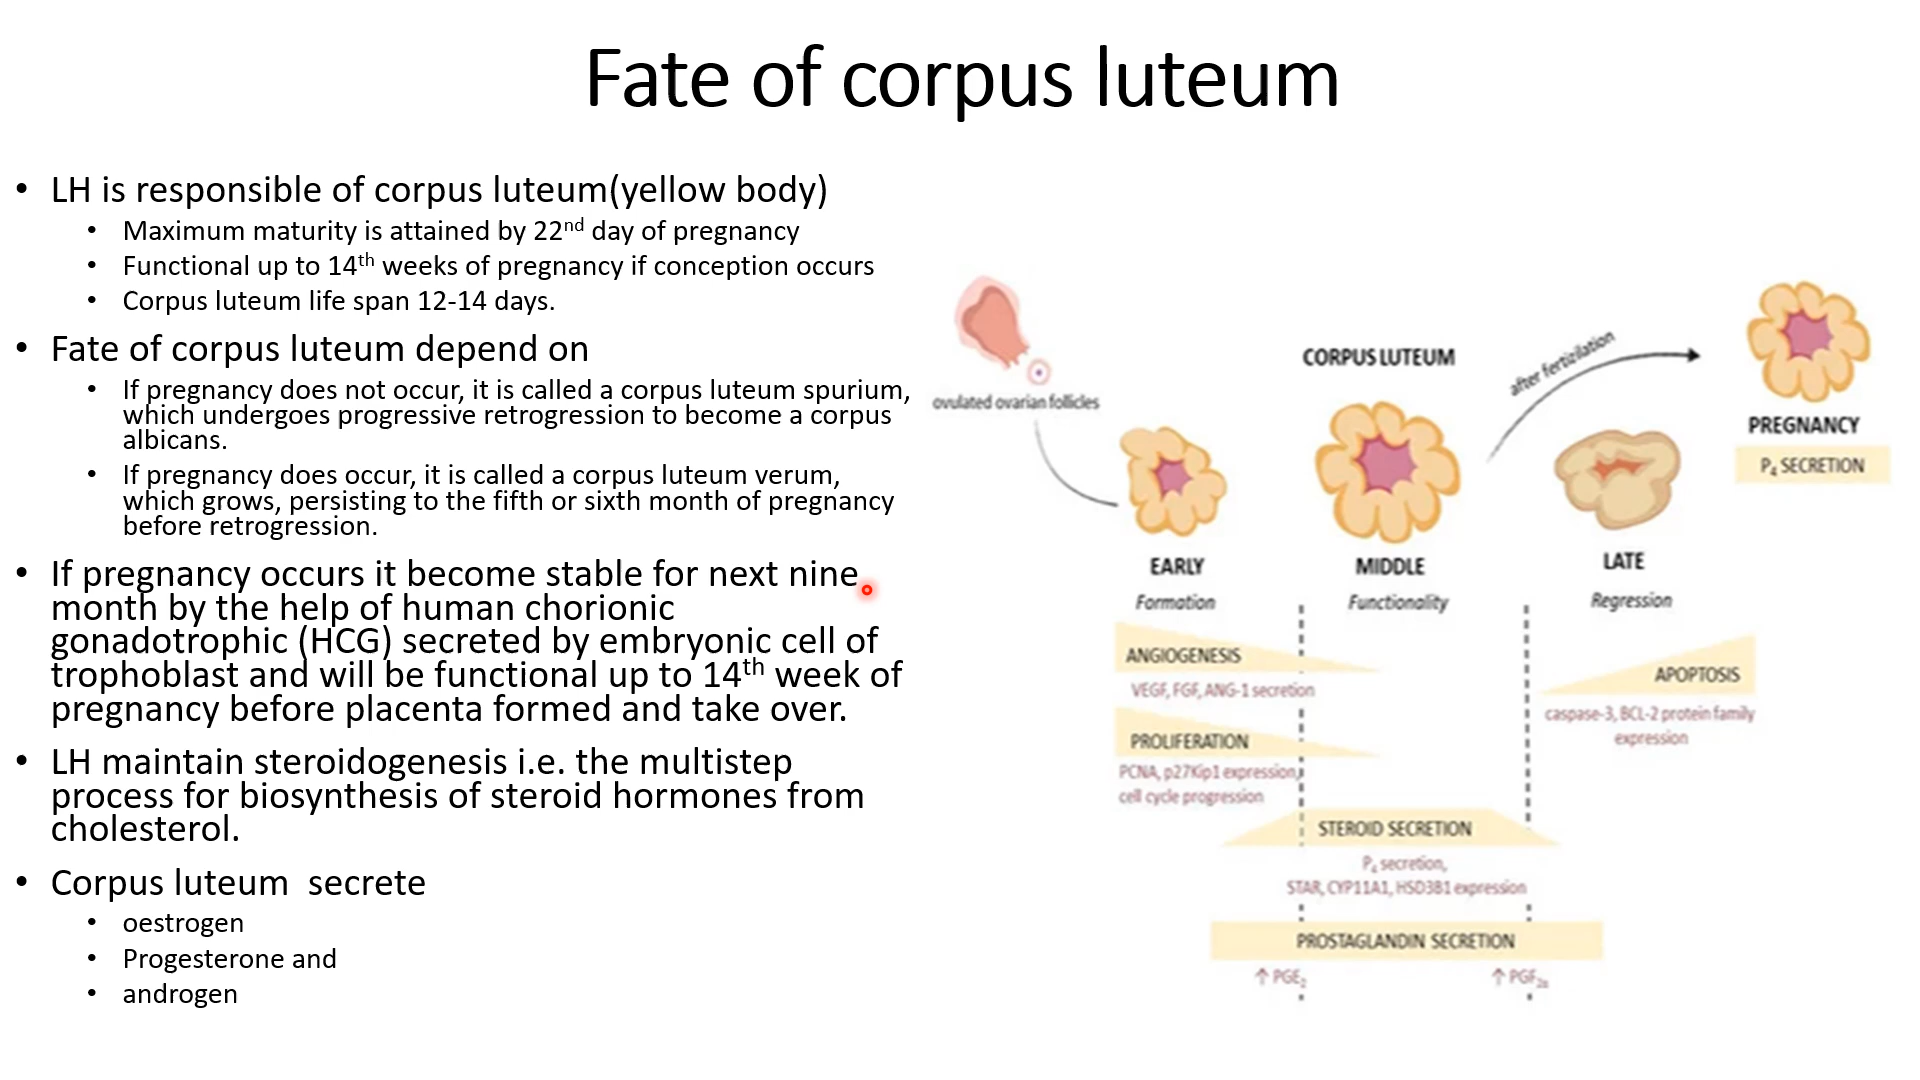 Fate of corpus luteum
• LH is responsible of corpus luteum(yellow body)
• Maximum maturity is attained by 22nd day of pregnancy
• Functional up to 14th weeks of pregnancy if conception occurs
• Corpus luteum life span 12-14 days.
• Fate of corpus luteum depend on
• If pregnancy does not occur, it is called a corpus luteum spurium,
which undergoes progressive retrogression to become a corpus
albicans.
• If pregnancy does occur, it is called a corpus luteum verum,
which grows, persisting to the fifth or sixth month of pregnancy
before retrogression.
• If pregnancy occurs it become stable for next nine
month by the help of human chorionic
gonadotrophic (HCG) secreted by embryonic cell of
trophoblast and will be functional up to 14th week of
pregnancy before placenta formed and take over.
• LH maintain steroidogenesis i.e. the multistep
process for biosynthesis of steroid hormones from
cholesterol.
• Corpus luteum  secrete
• oestrogen
• Progesterone and
• androgen
ovulated ovarian follicles
CORPUS LUTEUM
after fertizilation
PREGNANCY
P4 SECRETION
EARLY
Formation
MIDDLE
Functionality
LATE
Regression
ANGIOGENESIS
VEGF, FGF, ANG-1 secretion
PROLIFERATION
PCNA, p27Kip1 expression,
cell cycle progression
APOPTOSIS
caspase-3, BCL-2 protein family
expression
STEROID SECRETION
P4 secretion,
STAR, CYP11A1, HSD3B1 expression
PROSTAGLANDIN SECRETION
↑ PGE2
↑ PGF2α